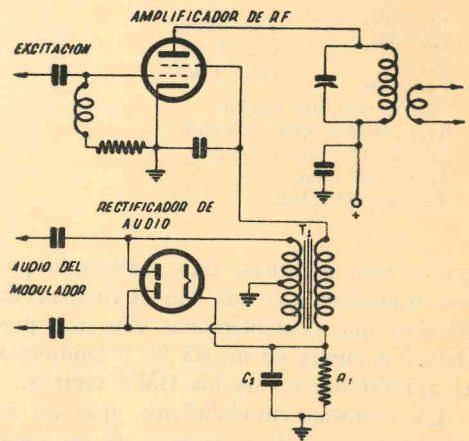 AMPLIFICADOR DE RF
EXCITACION
+
RECTIFICADOR DE
AUDIO
T1
AUDIO DEL
MODULADOR
C1
R1